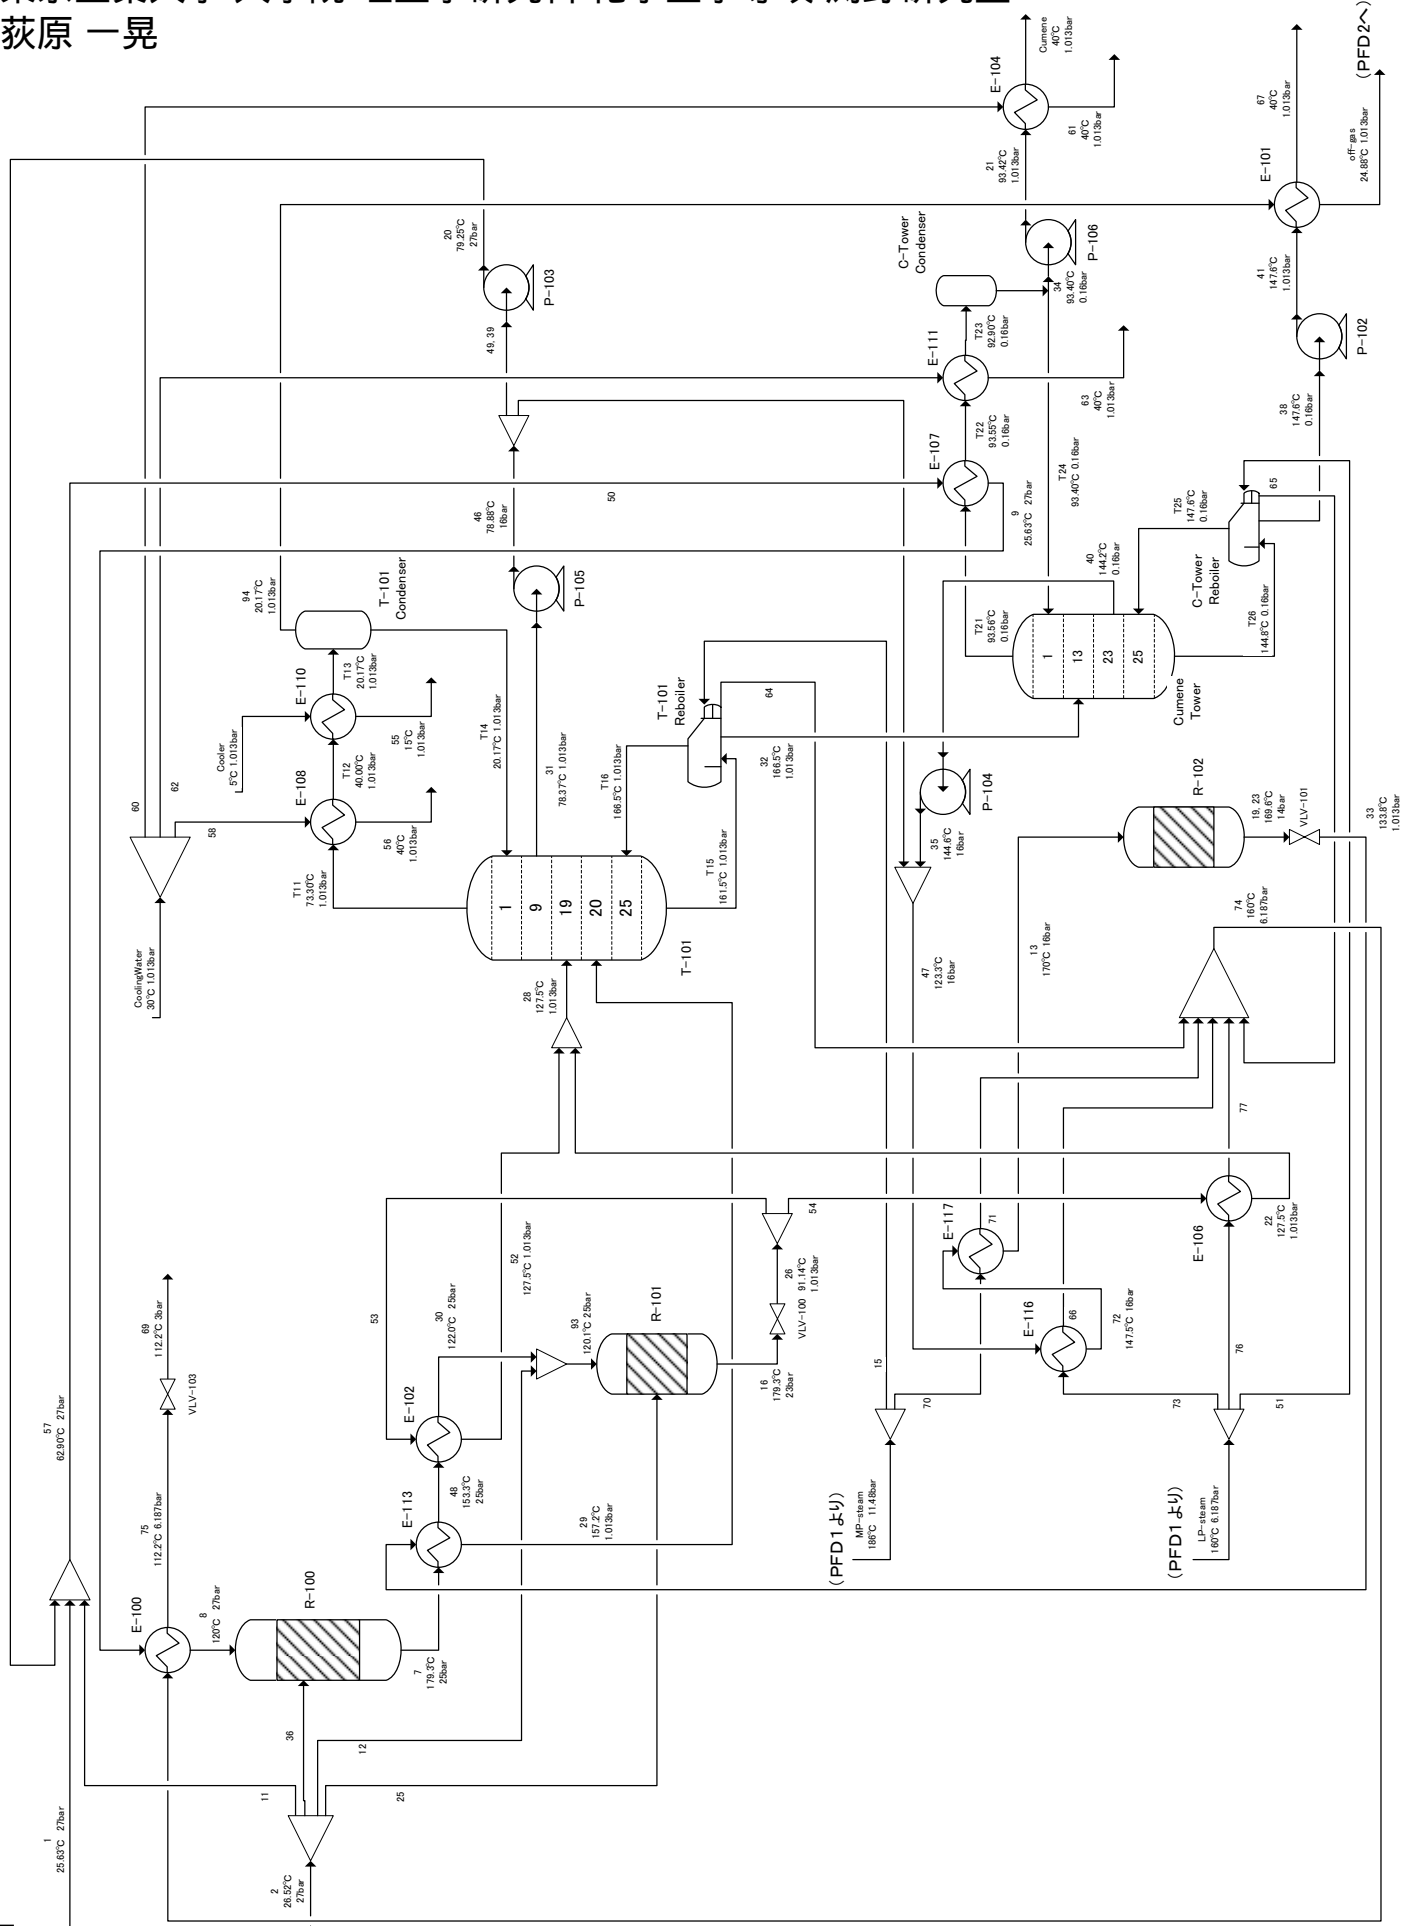 荻原 一晃
Cumene
40℃
1.013bar
(PFD2へ)
E-104
67
40℃
1.013bar
61
40℃
1.013bar
off-gas
24.88℃ 1.013bar
21
93.42℃
1.013bar
E-101
20
79.25℃
27bar
C-Tower
Condenser
P-106
P-103
34
93.40℃
0.16bar
41
147.6℃
1.013bar
49, 39
T23
92.90℃
0.16bar
E-111
P-102
63
40℃
1.013bar
38
147.6℃
0.16bar
T22
93.55℃
0.16bar
E-107
T24
93.40℃ 0.16bar
50
46
78.88℃
16bar
9
25.63℃ 27bar
65
T25
147.6℃
0.16bar
40
144.2℃
0.16bar
C-Tower
Reboiler
94
20.17℃
1.013bar
T-101
Condenser
P-105
T21
93.56℃
0.16bar
T26
144.8℃ 0.16bar
1
13
23
25
Cumene
Tower
T13
20.17℃
1.013bar
E-110
T-101
Reboiler
64
Cooler
5℃ 1.013bar
55
15℃
1.013bar
T14
20.17℃ 1.013bar
31
78.37℃ 1.013bar
T16
166.5℃ 1.013bar
32
166.5℃
1.013bar
T12
40.00℃
1.013bar
E-108
60
62
58
56
40℃
1.013bar
P-104
R-102
19, 23
169.6℃
14bar
VLV-101
33
133.8℃
1.013bar
35
144.6℃
16bar
T11
73.30℃
1.013bar
T15
161.5℃ 1.013bar
1
9
19
20
25
T-101
CoolingWater
30℃ 1.013bar
28
127.5℃
1.013bar
47
123.3℃
16bar
13
170℃ 16bar
74
160℃
6.187bar
77
53
52
127.5℃ 1.013bar
54
E-117
71
E-106
22
127.5℃
1.013bar
69
112.2℃ 3bar
VLV-103
30
122.0℃ 25bar
93
120.1℃ 25bar
R-101
26
91.14℃
1.013bar
VLV-100
16
179.3℃
23bar
E-116
66
72
147.5℃ 16bar
15
70
73
76
51
57
62.90℃ 27bar
75
112.2℃ 6.187bar
E-102
48
153.3℃
25bar
E-113
29
157.2℃
1.013bar
(PFD1より)
MP-steam
186℃ 11.48bar
(PFD1より)
LP-steam
160℃ 6.187bar
E-100
8
120℃ 27bar
R-100
7
179.3℃
25bar
36
12
11
25
1
25.63℃ 27bar
2
26.52℃
27bar